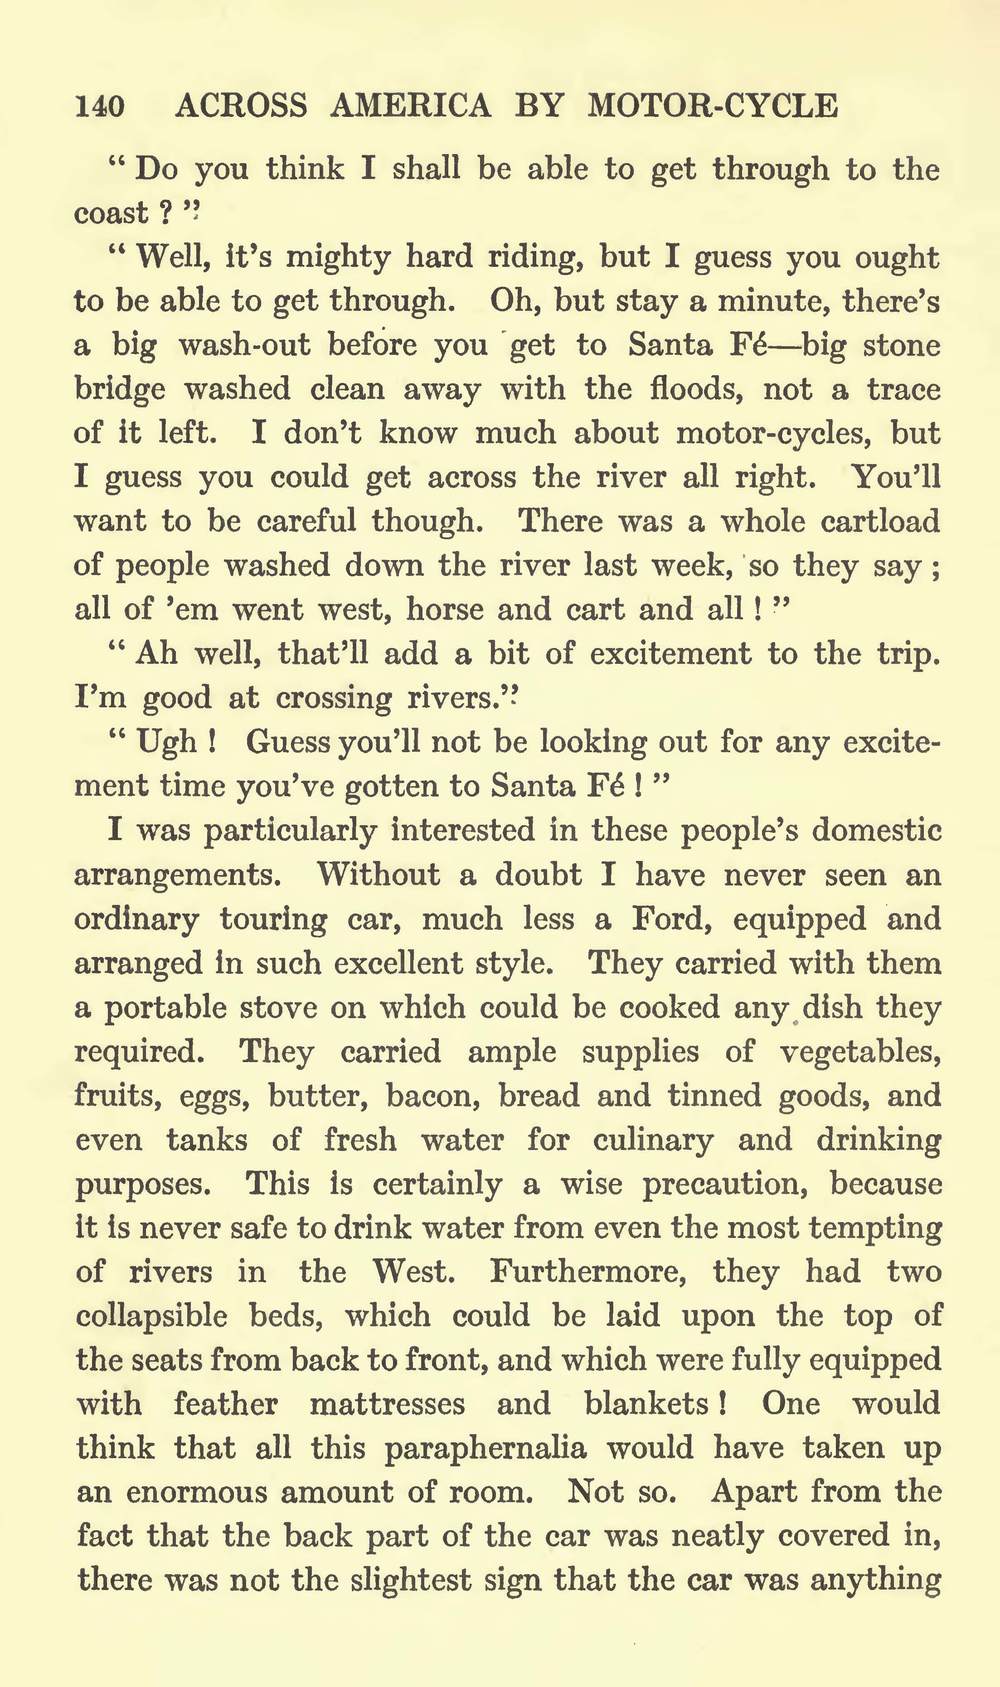 140 ACROSS AMERICA BY MOTOR-CYCLE
“ Do you think I shall be able to get through to the
coast ? ”
“ Well, it’s mighty hard riding, but I guess you ought
to be able to get through. Oh, but stay a minute, there’s
a big wash-out before you get to Santa Fé—big stone
bridge washed clean away with the floods, not a trace
of it left. I don’t know much about motor-cycles, but
I guess you could get across the river all right. You’ll
want to be careful though. There was a whole cartload
of people washed down the river last week, so they say ;
all of ’em went west, horse and cart and all ! ”
“ Ah well, that’ll add a bit of excitement to the trip.
I’m good at crossing rivers.”
“ Ugh ! Guess you’ll not be looking out for any excite-
ment time you’ve gotten to Santa Fé ! ”
I was particularly interested in these people’s domestic
arrangements. Without a doubt I have never seen an
ordinary touring car, much less a Ford, equipped and
arranged in such excellent style. They carried with them
a portable stove on which could be cooked any dish they
required. They carried ample supplies of vegetables,
fruits, eggs, butter, bacon, bread and tinned goods, and
even tanks of fresh water for culinary and drinking
purposes. This is certainly a wise precaution, because
it is never safe to drink water from even the most tempting
of rivers in the West. Furthermore, they had two
collapsible beds, which could be laid upon the top of
the seats from back to front, and which were fully equipped
with feather mattresses and blankets ! One would
think that all this paraphernalia would have taken up
an enormous amount of room. Not so. Apart from the
fact that the back part of the car was neatly covered in,
there was not the slightest sign that the car was anything